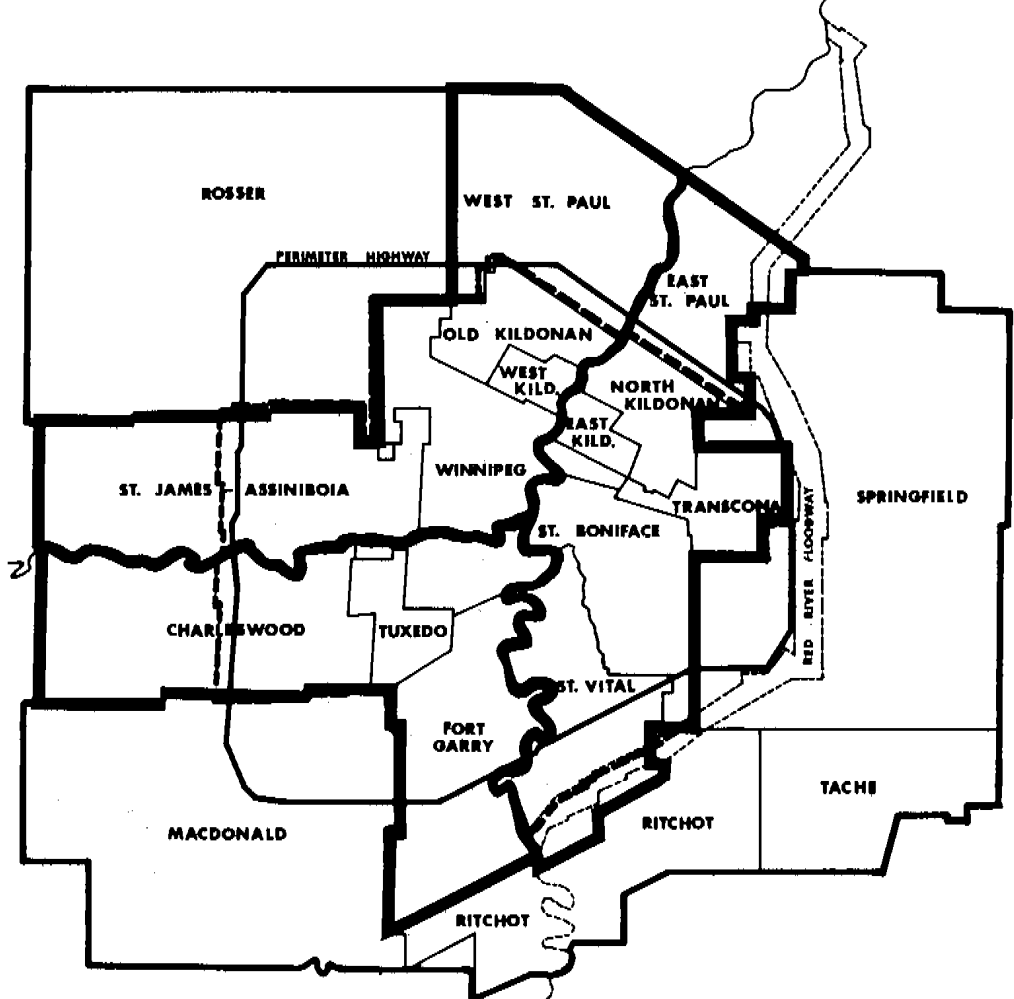 ROSSER
WEST ST. PAUL
PERIMETER HIGHWAY
EAST
ST. PAUL
OLD KILDONAN
WEST
KILD.
NORTH
KILDONAN
EAST
KILD.
WINNIPEG
ST. JAMES - ASSINIBOIA
TRANSCONA
SPRINGFIELD
ST. BONIFACE
RED RIVER FLOODWAY
CHARLESWOOD
TUXEDO
ST. VITAL
FORT
GARRY
TACHE
MACDONALD
RITCHOT
RITCHOT